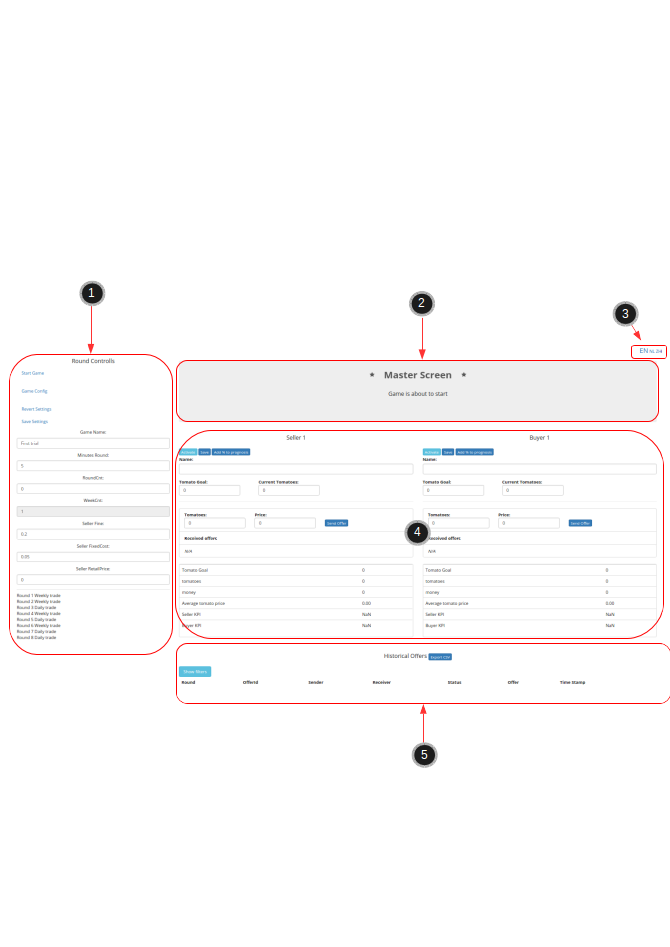 1
2
3
EN NL ZH
Round Controlls
Start Game
Game Config
Revert Settings
Save Settings
Game Name:
First trial
Minutes Round:
5
RoundCnt:
0
WeekCnt:
1
Seller Fine:
0.2
Seller FixedCost:
0.05
Seller RetailPrice:
0
Round 1 Weekly trade
Round 2 Weekly trade
Round 3 Daily trade
Round 4 Weekly trade
Round 5 Daily trade
Round 6 Weekly trade
Round 7 Daily trade
Round 8 Daily trade
★ Master Screen ★
Game is about to start
Seller 1
Save Add % to progress
Name:
Tomato Goal: Current Tomatoes:
0 0
Tomatoes: Price:
0 0 Send Offer
Received offer:
N/A
Tomato Goal 0
tomatoes 0
money 0
Average tomato price 0.00
Seller KPI NaN
Buyer KPI NaN
Buyer 1
Save Add % to progress
Name:
Tomato Goal: Current Tomatoes:
0 0
Tomatoes: Price:
0 0 Send Offer
4
Received offer:
N/A
Tomato Goal 0
tomatoes 0
money 0
Average tomato price 0.00
Seller KPI NaN
Buyer KPI NaN
Historical Offers Export CSV
Show filters
Round OfferId Sender Receiver Status Offer Time Stamp
5